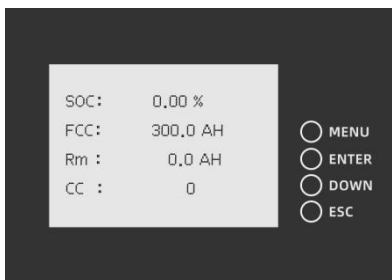 SOC: 0.00 %
FCC: 300.0 AH
Rm : 0.0 AH
CC : 0
MENU
ENTER
DOWN
ESC